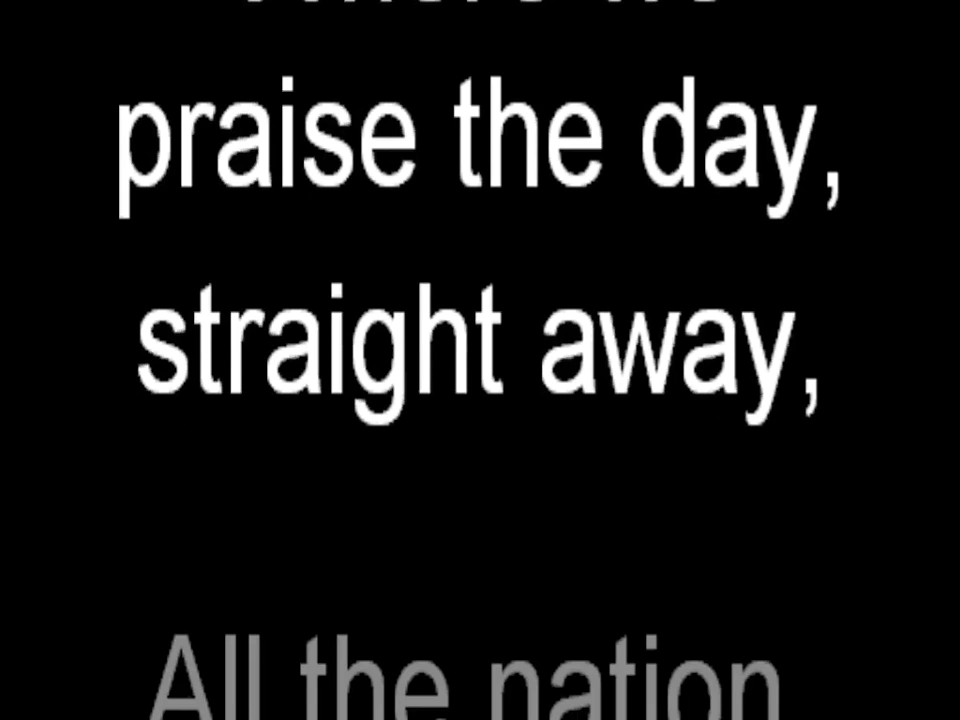 praise the day,
straight away,
All the nation